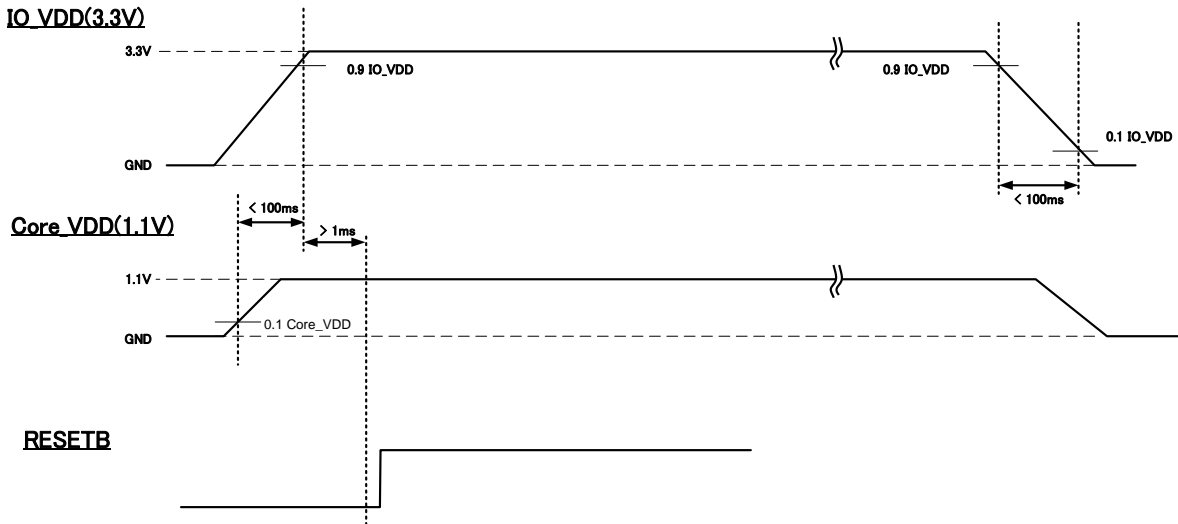 IO_VDD(3.3V)
3.3V
0.9 IO_VDD
0.9 IO_VDD
0.1 IO_VDD
GND
< 100ms
< 100ms
Core_VDD(1.1V)
> 1ms
1.1V
0.1 Core_VDD
GND
RESETB